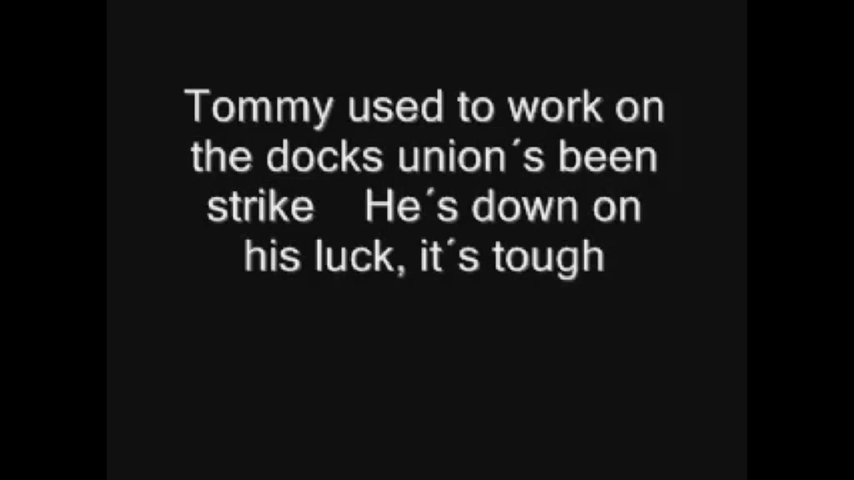 Tommy used to work on
the docks union´s been
strike    He´s down on
his luck, it´s tough